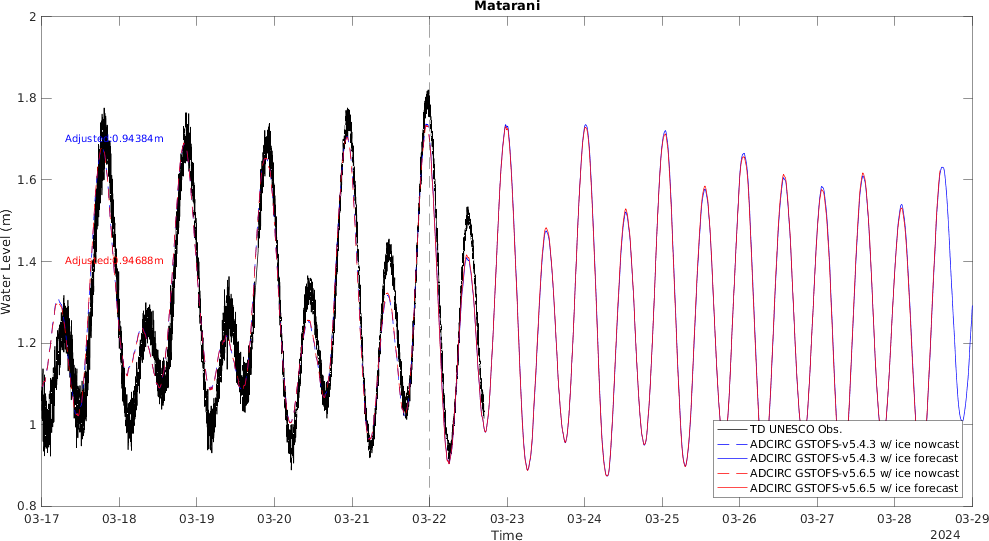 Matarani
2
1.8
1.6
1.4
1.2
1
0.8
Water Level (m)
Adjusted:0.94384m
Adjusted:0.94688m
TD UNESCO Obs.
ADCIRC GSTOFS-v5.4.3 w/ ice nowcast
ADCIRC GSTOFS-v5.4.3 w/ ice forecast
ADCIRC GSTOFS-v5.6.5 w/ ice nowcast
ADCIRC GSTOFS-v5.6.5 w/ ice forecast
03-17 03-18 03-19 03-20 03-21 03-22 03-23 03-24 03-25 03-26 03-27 03-28 03-29
Time
2024